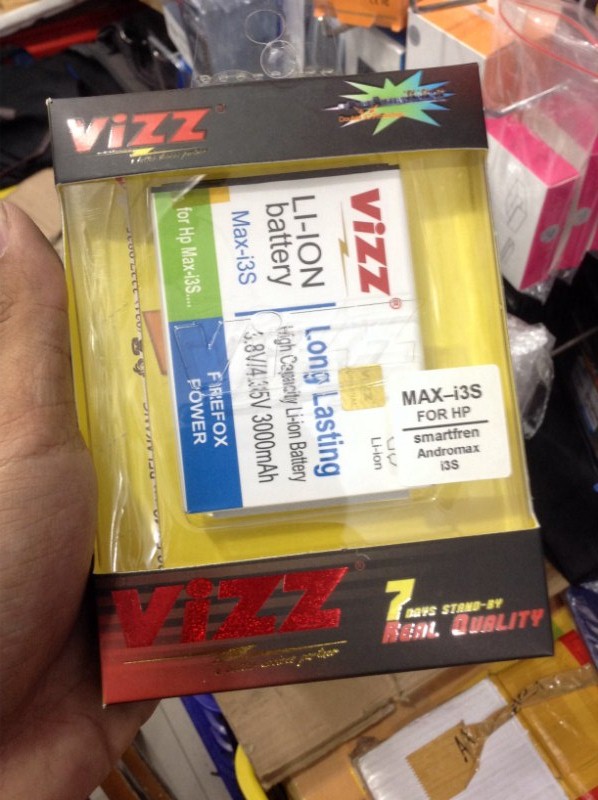 ViZZ®
ViZZ®
LI-ION
battery
Max-i3S
for Hp Max-i3S....
Long Lasting
High Capacity Li-ion Battery
3.8V/4.35V 3000mAh
FIREFOX
POWER
Li-ion
MAX-i3S
FOR HP
smartfren
Andromax
i3S
ViZZ®
7
DAYS STAND-BY
REAL QUALITY